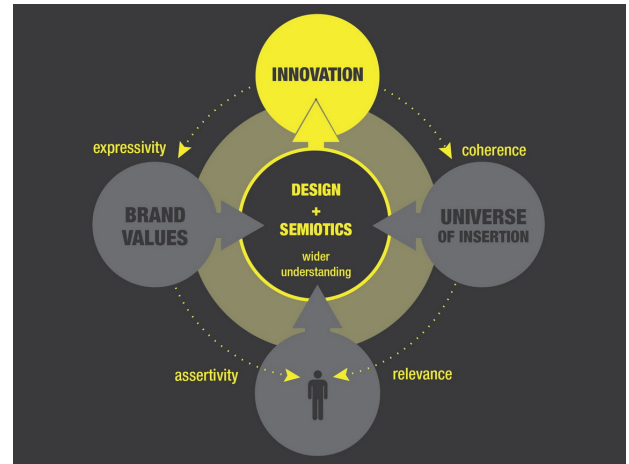 INNOVATION
expressivity
coherence
DESIGN
+
SEMIOTICS
wider
understanding
BRAND
VALUES
UNIVERSE
OF INSERTION
assertivity
relevance